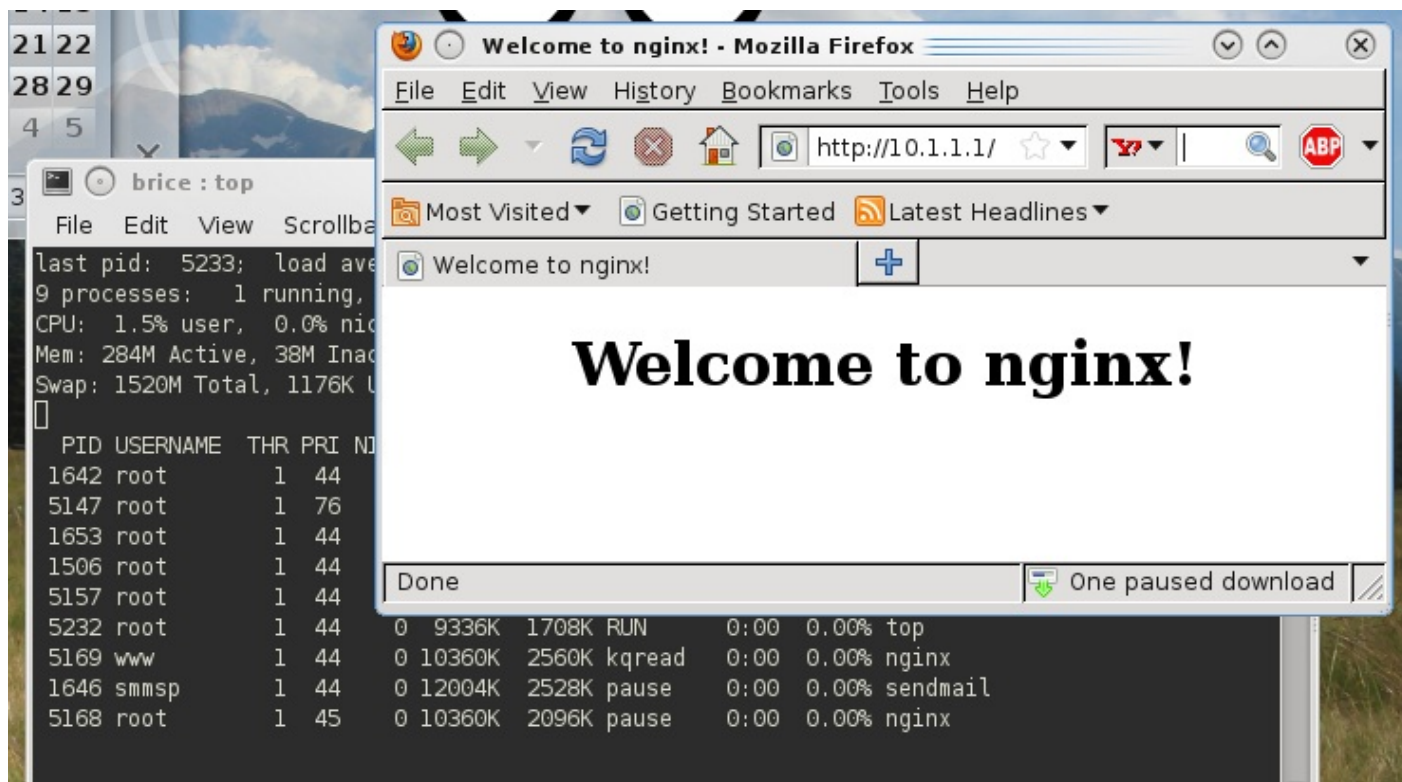 21 22
28 29
4 5
3
Welcome to nginx! - Mozilla Firefox
File Edit View History Bookmarks Tools Help
http://10.1.1.1/
ABP
Most Visited Getting Started Latest Headlines
Welcome to nginx!
Welcome to nginx!
Done
One paused download
brice : top
File Edit View Scrollba
last pid: 5233; load ave
9 processes: 1 running,
CPU: 1.5% user, 0.0% nic
Mem: 284M Active, 38M Inac
Swap: 1520M Total, 1176K U
PID USERNAME THR PRI NI
1642 root 1 44
5147 root 1 76
1653 root 1 44
1506 root 1 44
5157 root 1 44
5232 root 1 44 0 9336K 1708K RUN 0:00 0.00% top
5169 www 1 44 0 10360K 2560K kqread 0:00 0.00% nginx
1646 smmsp 1 44 0 12004K 2528K pause 0:00 0.00% sendmail
5168 root 1 45 0 10360K 2096K pause 0:00 0.00% nginx